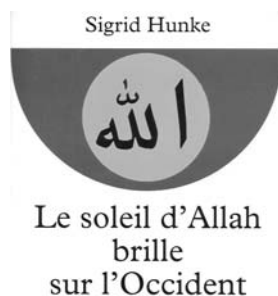 Sigrid Hunke
الله
Le soleil d'Allah
brille
sur l'Occident